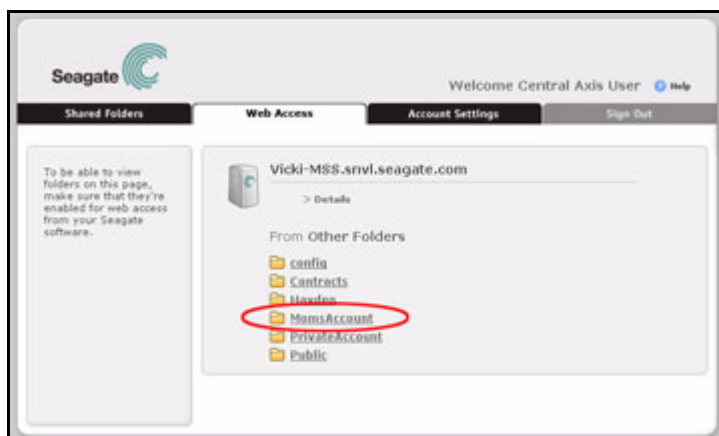 Seagate
Welcome Central Axis User Help
Shared Folders Web Access Account Settings Sign Out
To be able to view
folders on this page,
make sure that they're
enabled for web access
from your Seagate
software.
Vicki-MSS.snvl.seagate.com
> Details
From Other Folders
config
Contracts
MomsAccount
PrivateAccount
Public